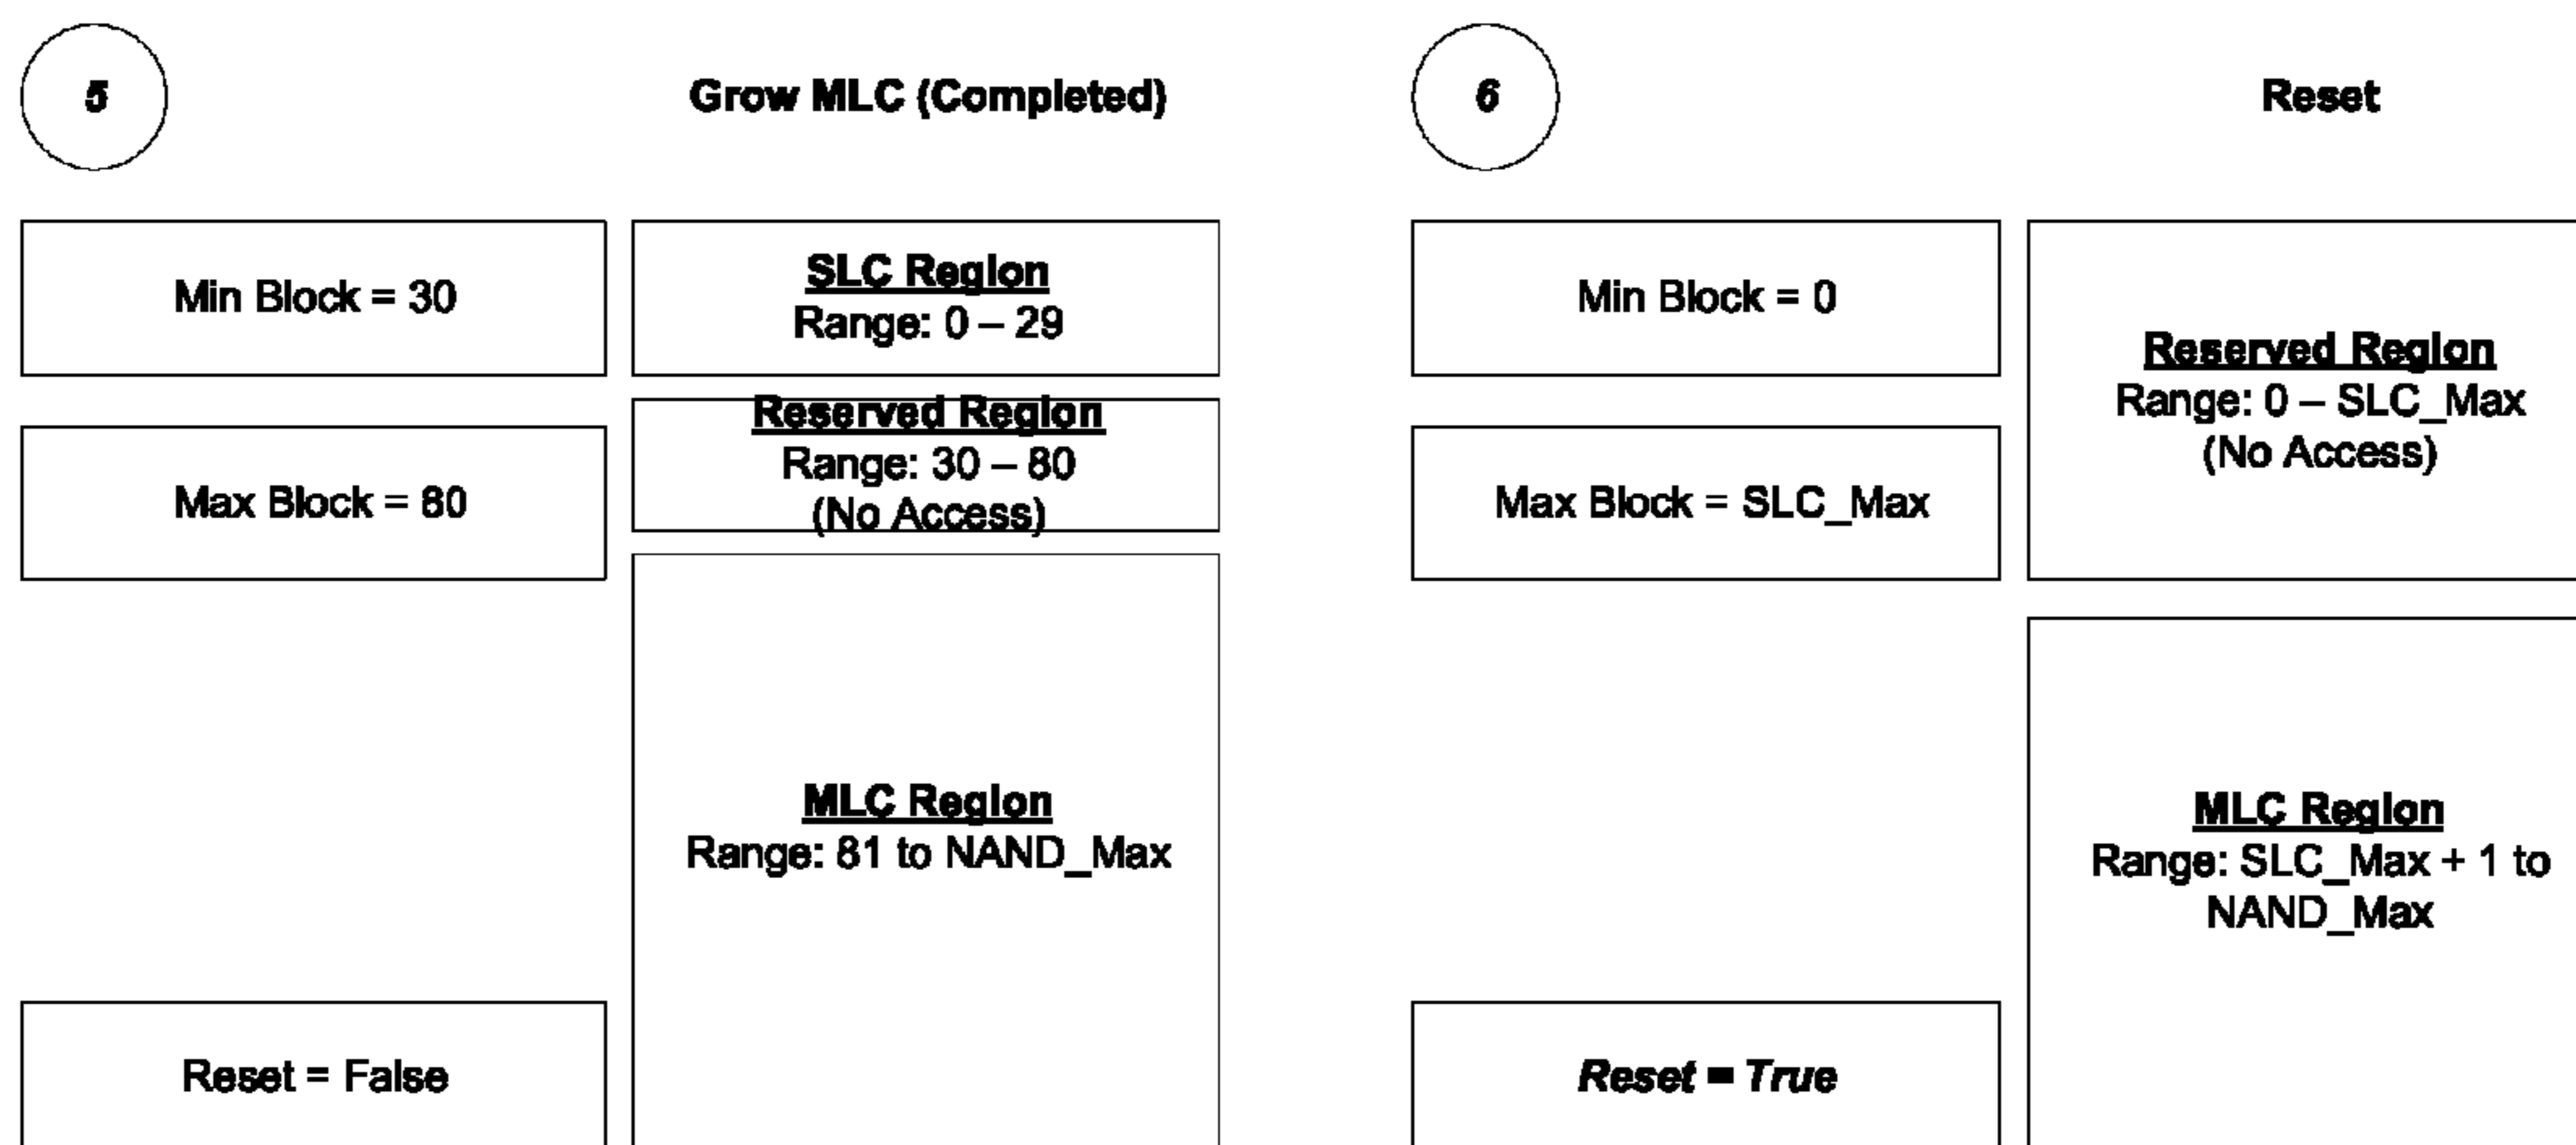 5
Grow MLC (Completed)
Min Block = 30
Max Block = 80
Reset = False
SLC Region
Range: 0 – 29
Reserved Region
Range: 30 – 80
(No Access)
MLC Region
Range: 81 to NAND_Max
6
Reset
Min Block = 0
Max Block = SLC_Max
Reset = True
Reserved Region
Range: 0 – SLC_Max
(No Access)
MLC Region
Range: SLC_Max + 1 to
NAND_Max